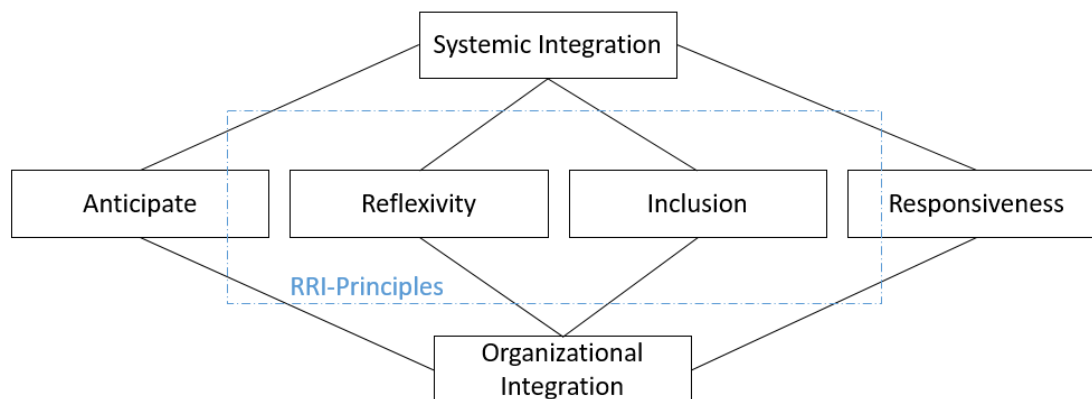 Systemic Integration
Anticipate
Reflexivity
Inclusion
Responsiveness
RRI-Principles
Organizational
Integration